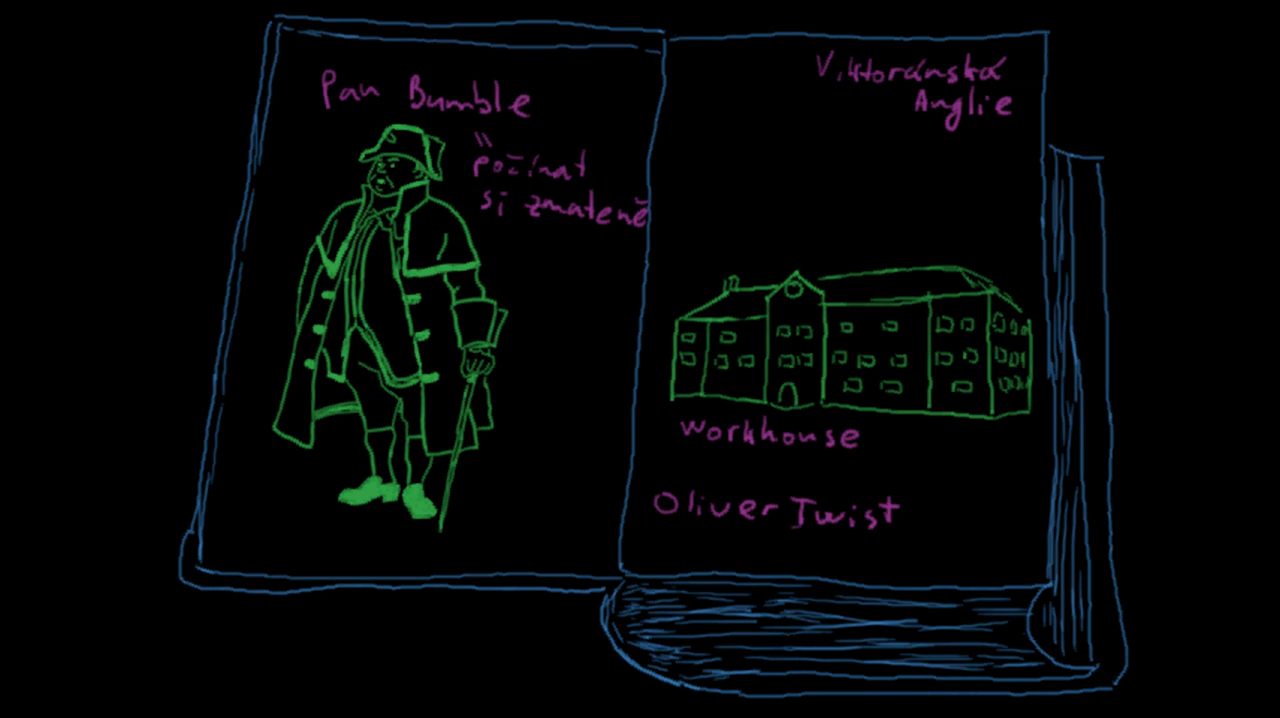 Pan Bumble
"
počínat
si zmateně
Viktoriánská
Anglie
workhouse
Oliver Twist